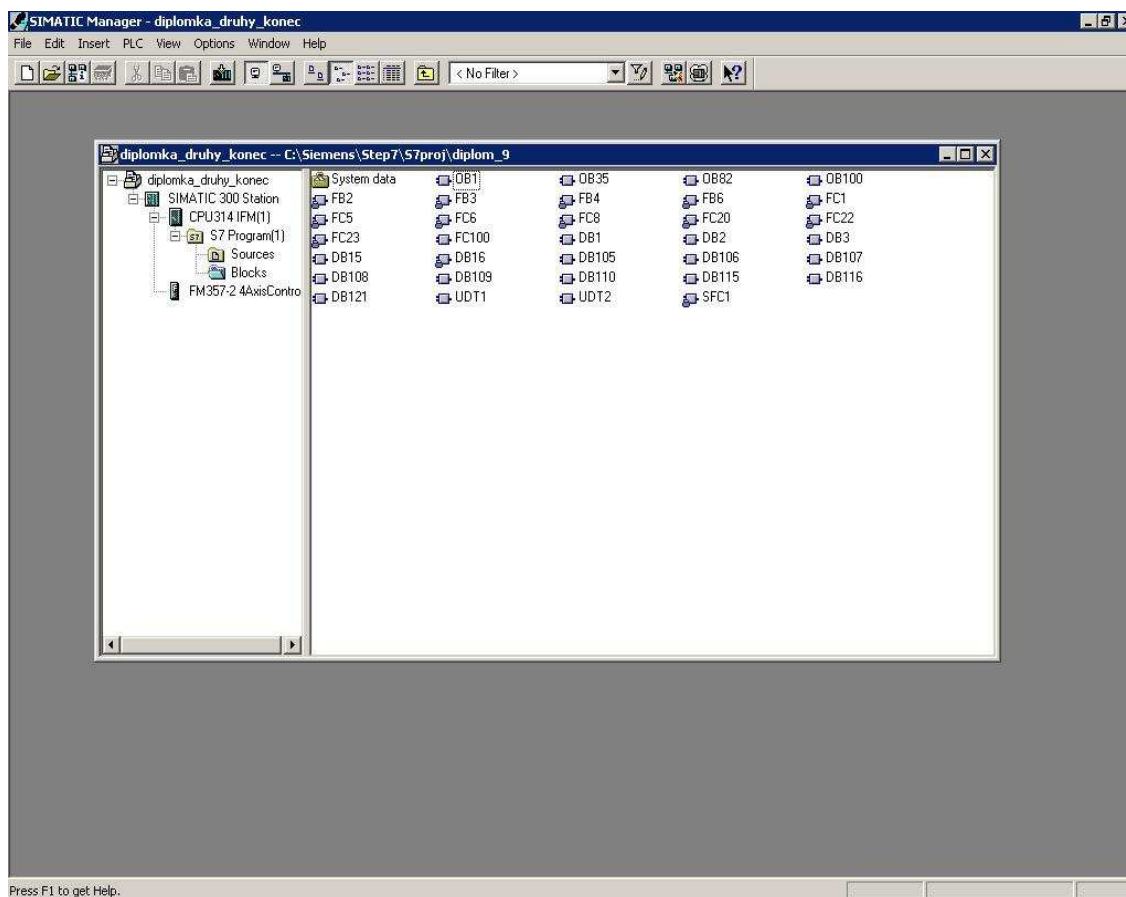 SIMATIC Manager - diplomka_druhy_konec
File Edit Insert PLC View Options Window Help
< No Filter >
diplomka_druhy_konec -- C:\Siemens\Step7\S7proj\diplom_9
diplomka_druhy_konec
SIMATIC 300 Station
CPU314 IFM(1)
S7 Program(1)
Sources
Blocks
FM357-2 4AxisContro
System data OB1 OB35 OB82 OB100
FB2 FB3 FB4 FB6 FC1
FC5 FC6 FC8 FC20 FC22
FC23 FC100 DB1 DB2 DB3
DB15 DB16 DB105 DB106 DB107
DB108 DB109 DB110 DB115 DB116
DB121 UDT1 UDT2 SFC1
Press F1 to get Help.